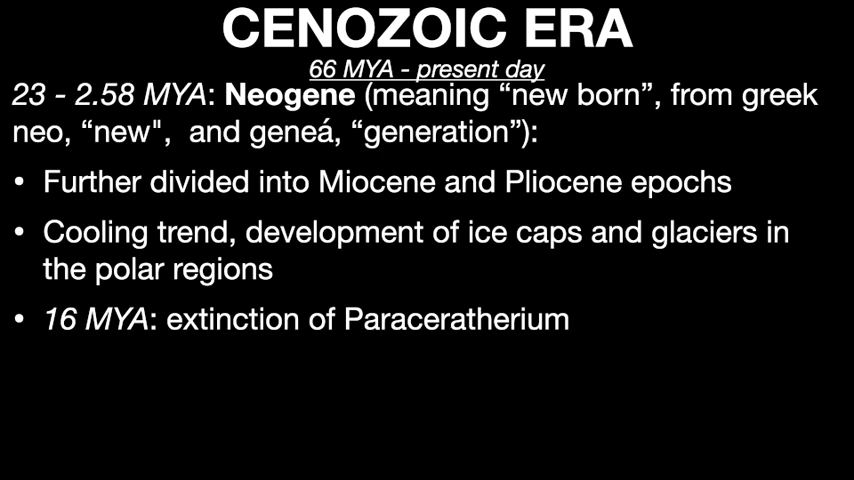 CENOZOIC ERA
66 MYA - present day
23 - 2.58 MYA: Neogene (meaning “new born”, from greek
neo, “new",  and geneá, “generation”):
• Further divided into Miocene and Pliocene epochs
• Cooling trend, development of ice caps and glaciers in
the polar regions
• 16 MYA: extinction of Paraceratherium